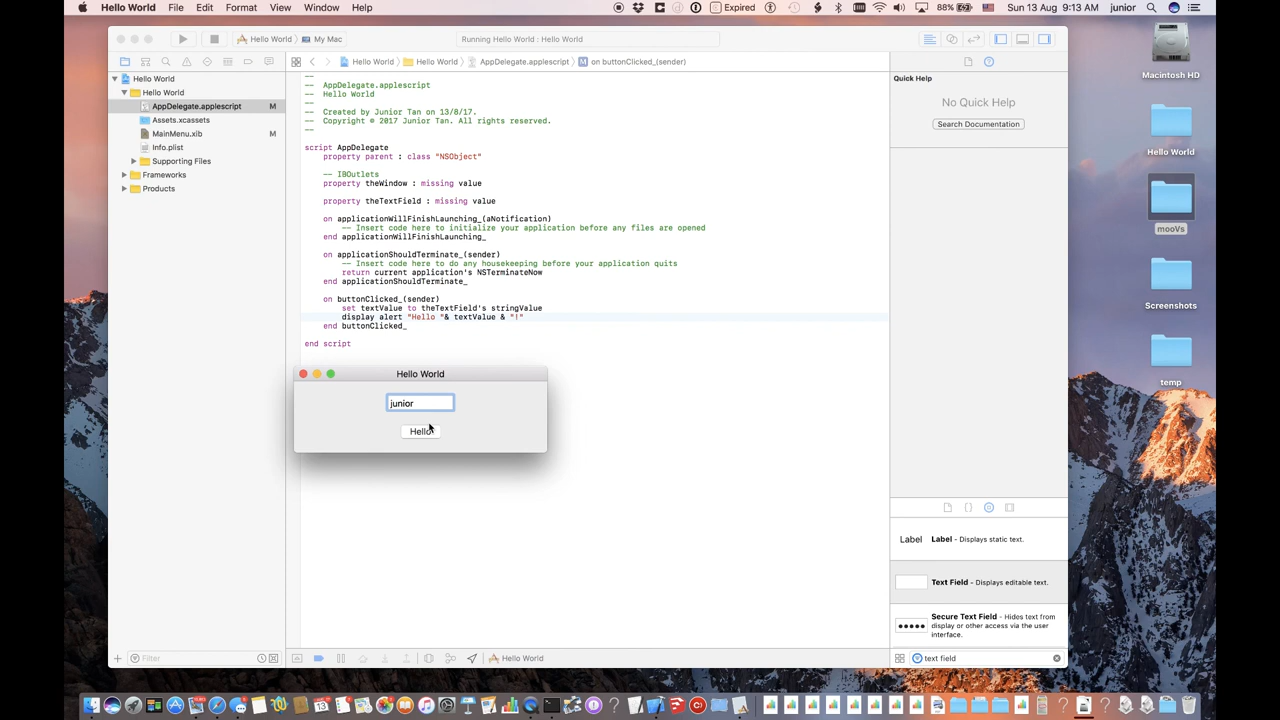 Hello World File Edit Format View Window Help Expired 88% Sun 13 Aug 9:13 AM junior
Hello World My Mac Running Hello World : Hello World
Hello World Hello World AppDelegate.applescript M on buttonClicked_(sender)
Hello World
Hello World
AppDelegate.applescript M
Assets.xcassets
MainMenu.xib M
Info.plist
Supporting Files
Frameworks
Products
--
-- AppDelegate.applescript
-- Hello World
--
-- Created by Junior Tan on 13/8/17.
-- Copyright © 2017 Junior Tan. All rights reserved.
--
script AppDelegate
property parent : class "NSObject"
-- IBOutlets
property theWindow : missing value
property theTextField : missing value
on applicationWillFinishLaunching_(aNotification)
-- Insert code here to initialize your application before any files are opened
end applicationWillFinishLaunching_
on applicationShouldTerminate_(sender)
-- Insert code here to do any housekeeping before your application quits
return current application's NSTerminateNow
end applicationShouldTerminate_
on buttonClicked_(sender)
set textValue to theTextField's stringValue
display alert "Hello "& textValue & "!"
end buttonClicked_
end script
Hello World
junior
Hello
Quick Help
No Quick Help
Search Documentation
Label Label - Displays static text.
Text Field - Displays editable text.
Secure Text Field - Hides text from
display or other access via the user
interface.
Filter
Hello World
text field
Macintosh HD
Hello World
mooVs
Screenshots
temp